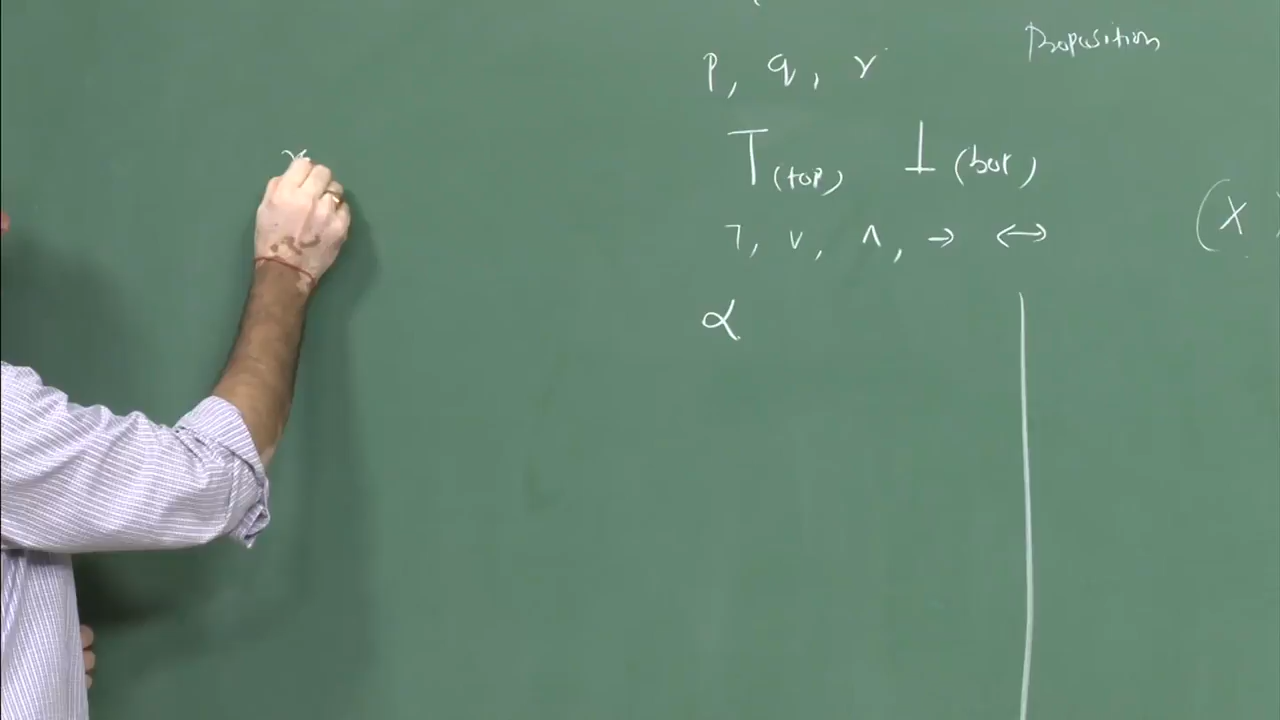 Proposition
p, q, r
⊤ (top), ⊥ (bot)
¬, ∨, ∧, → ↔
(X
α